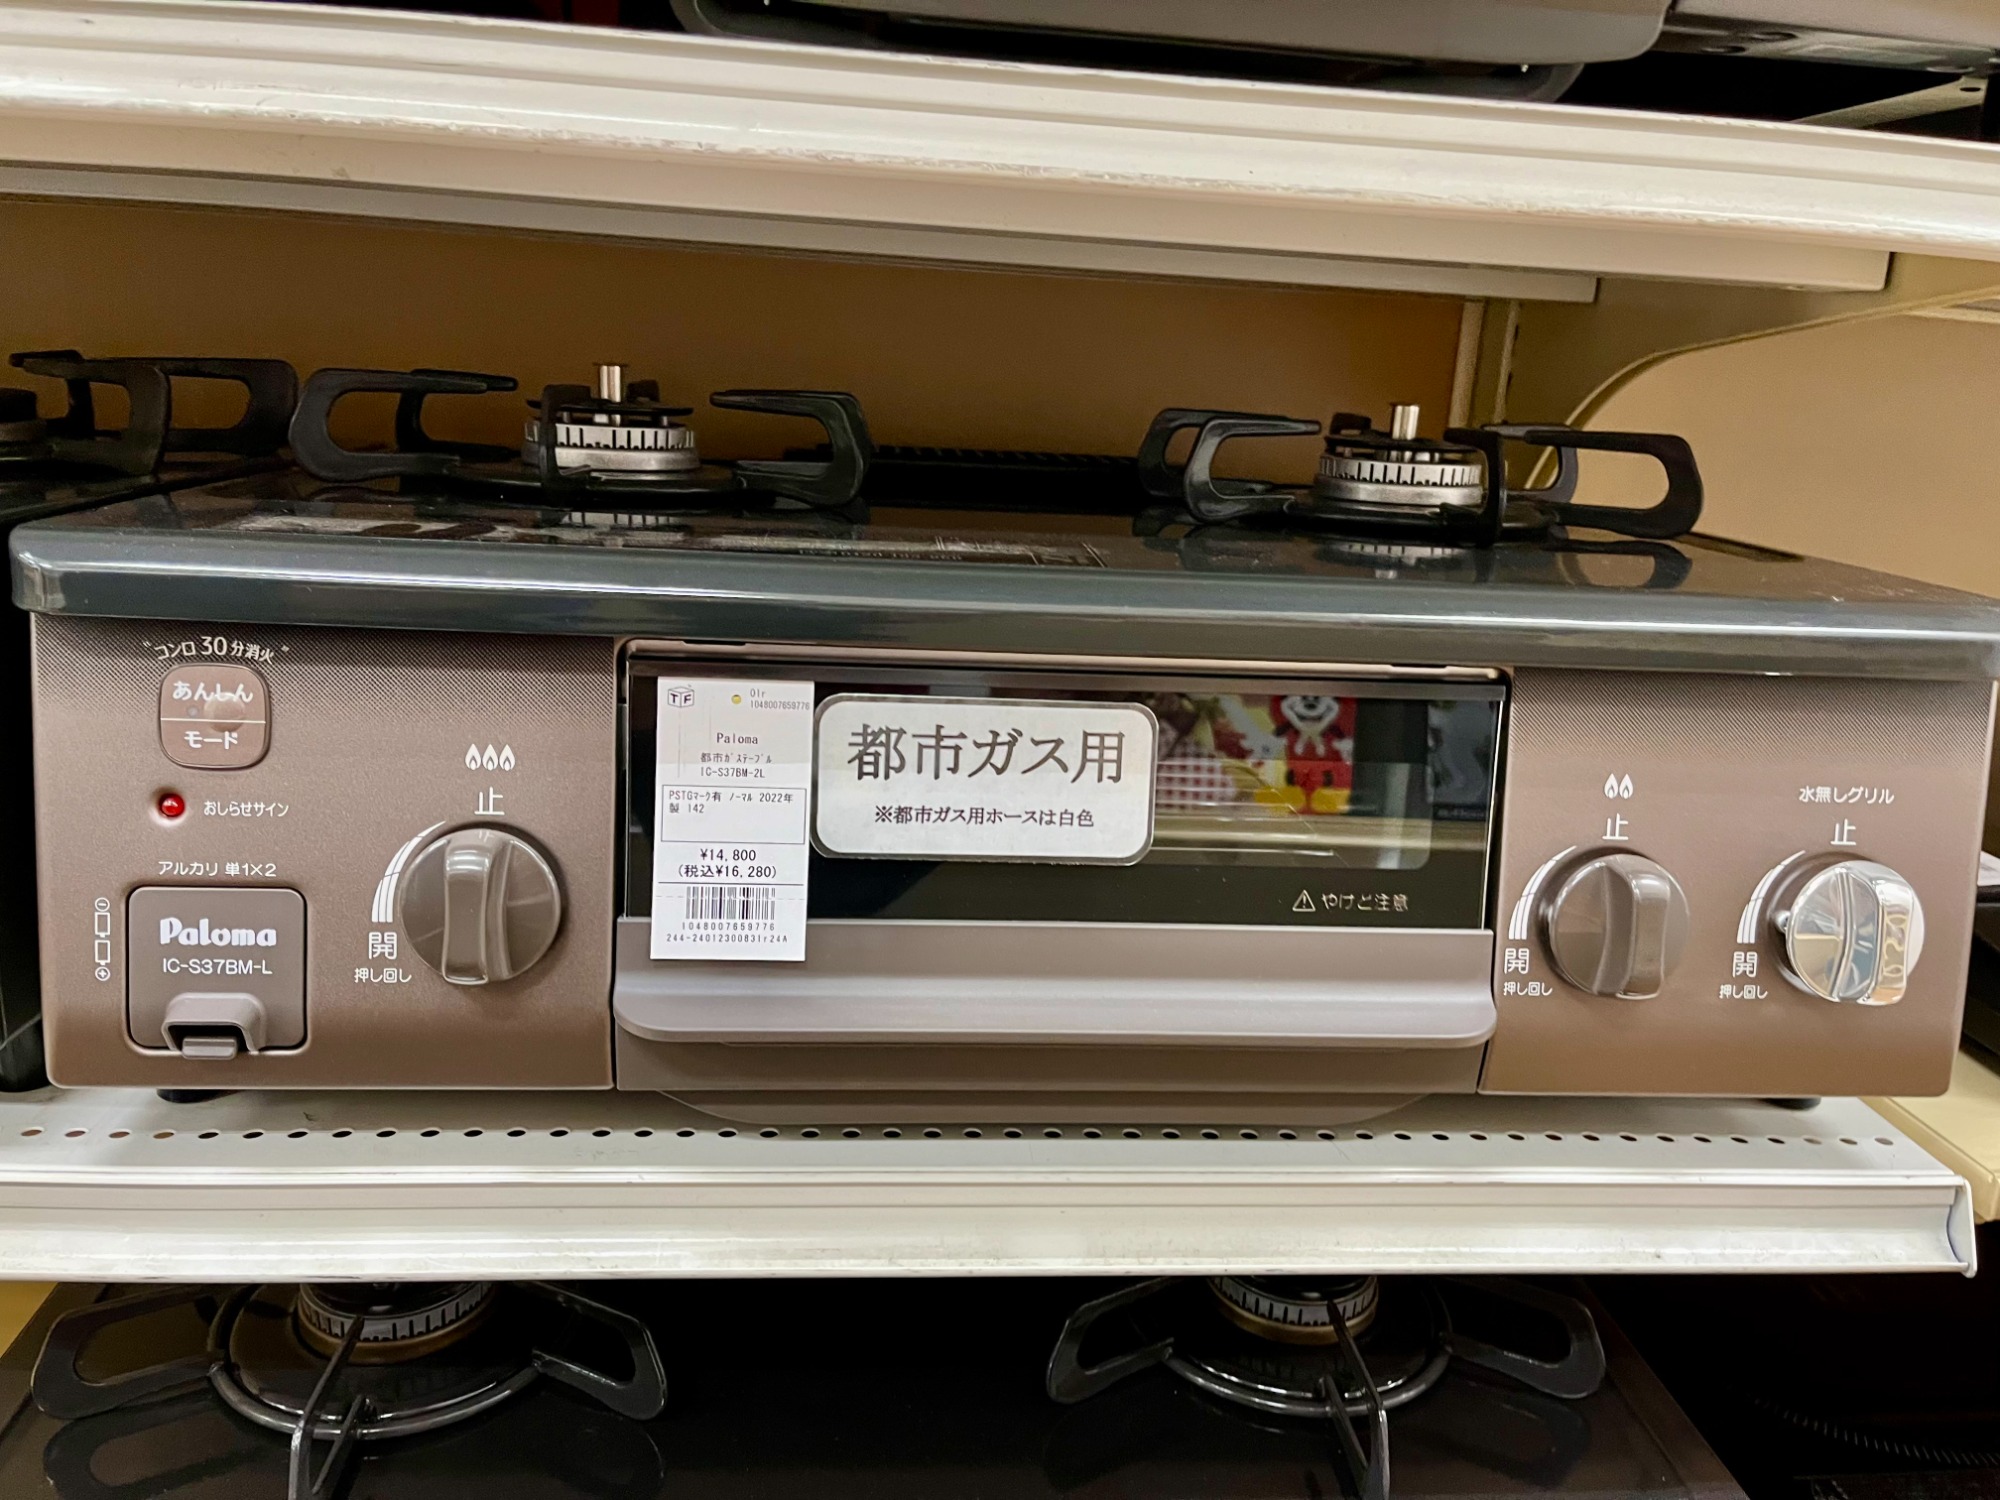 "コンロ30分消火"
あんしん
モード
おしらせサイン
アルカリ 単1×2
Paloma
IC-S37BM-L
止
開
押し回し
TF
01r
1048007659776
Paloma
都市ガステーブル
IC-S37BM-2L
PSTGマーク有 ノーマル 2022年
製 142
¥14,800
(税込¥16,280)
1048007659776
244-24012300831r24A
都市ガス用
※都市ガス用ホースは白色
やけど注意
止
開
押し回し
水無しグリル
止
開
押し回し